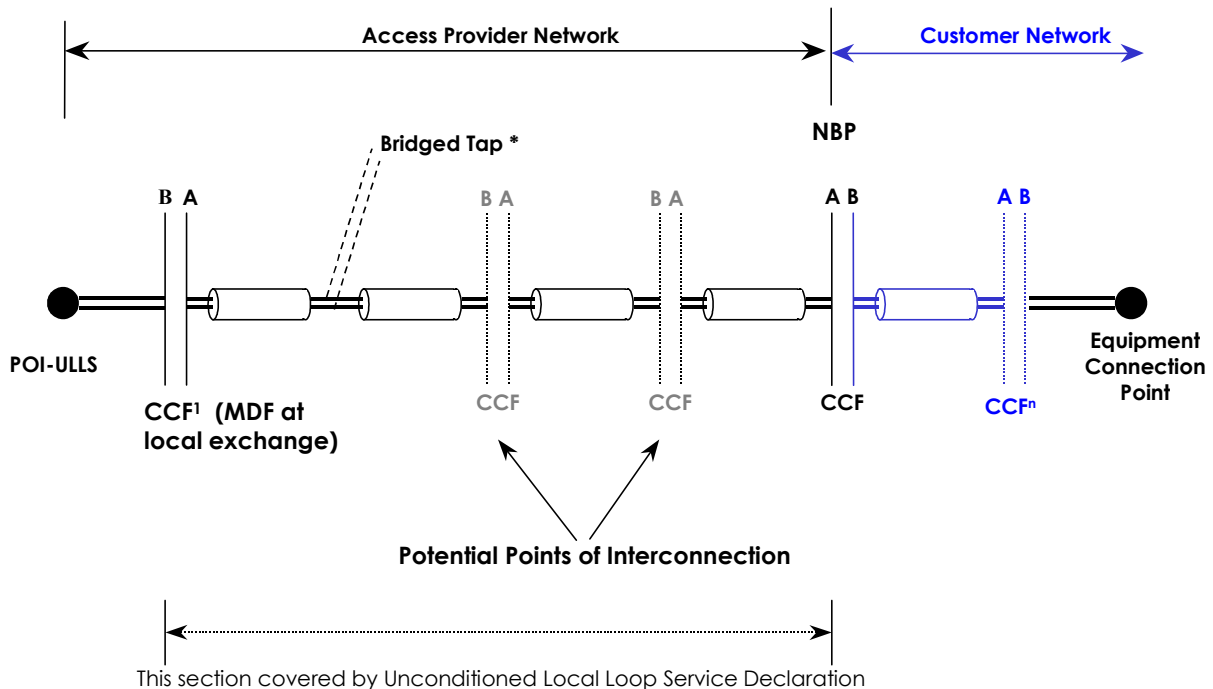 Access Provider Network
Customer Network
NBP
Bridged Tap *
B A
B A
B A
A B
A B
POI-ULLS
Equipment
Connection
Point
CCF¹ (MDF at
local exchange)
CCF
CCF
CCF
CCFⁿ
Potential Points of Interconnection
This section covered by Unconditioned Local Loop Service Declaration